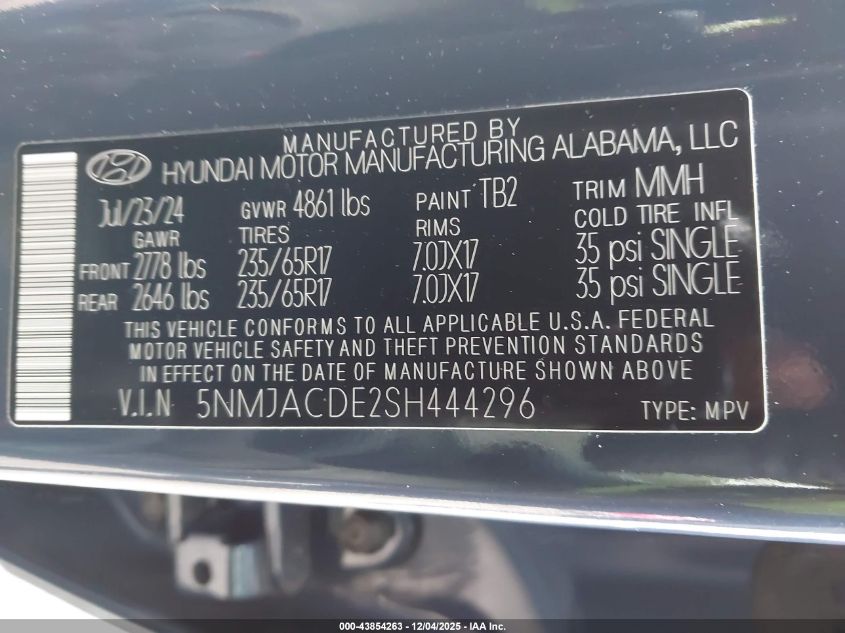 MANUFACTURED BY
HYUNDAI MOTOR MANUFACTURING ALABAMA, LLC
Jul/23/24 GVWR 4861 lbs PAINT TB2 TRIM MMH
GAWR TIRES RIMS COLD TIRE INFL
FRONT 2778 lbs 235/65R17 7.0JX17 35 psi SINGLE
REAR 2646 lbs 235/65R17 7.0JX17 35 psi SINGLE
THIS VEHICLE CONFORMS TO ALL APPLICABLE U.S.A. FEDERAL
MOTOR VEHICLE SAFETY AND THEFT PREVENTION STANDARDS
IN EFFECT ON THE DATE OF MANUFACTURE SHOWN ABOVE
V.I.N 5NMJACDE2SH444296 TYPE: MPV
000-43854263 - 12/04/2025 - IAA Inc.